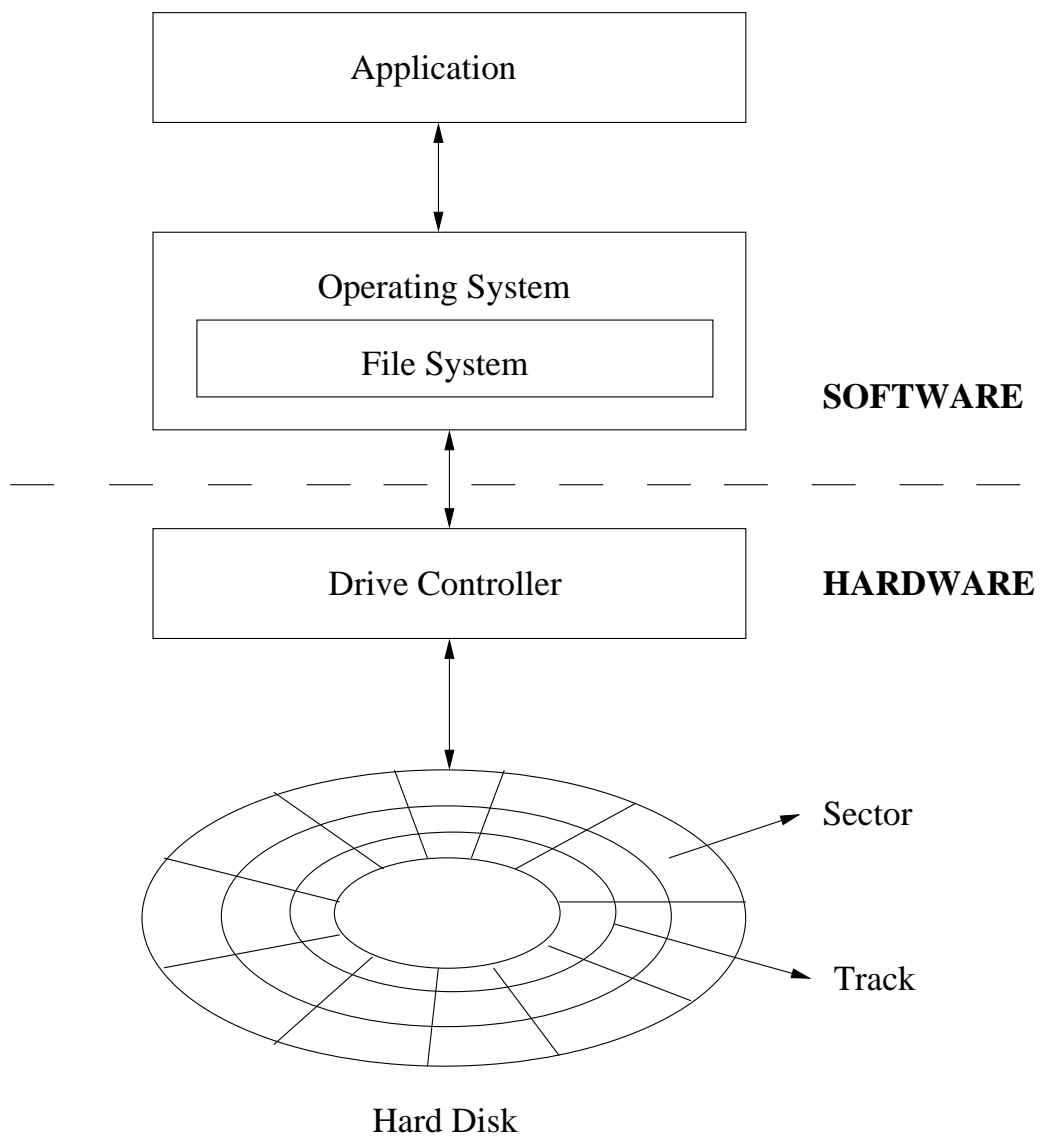 Application
Operating System
File System
SOFTWARE
Drive Controller
HARDWARE
Sector
Track
Hard Disk